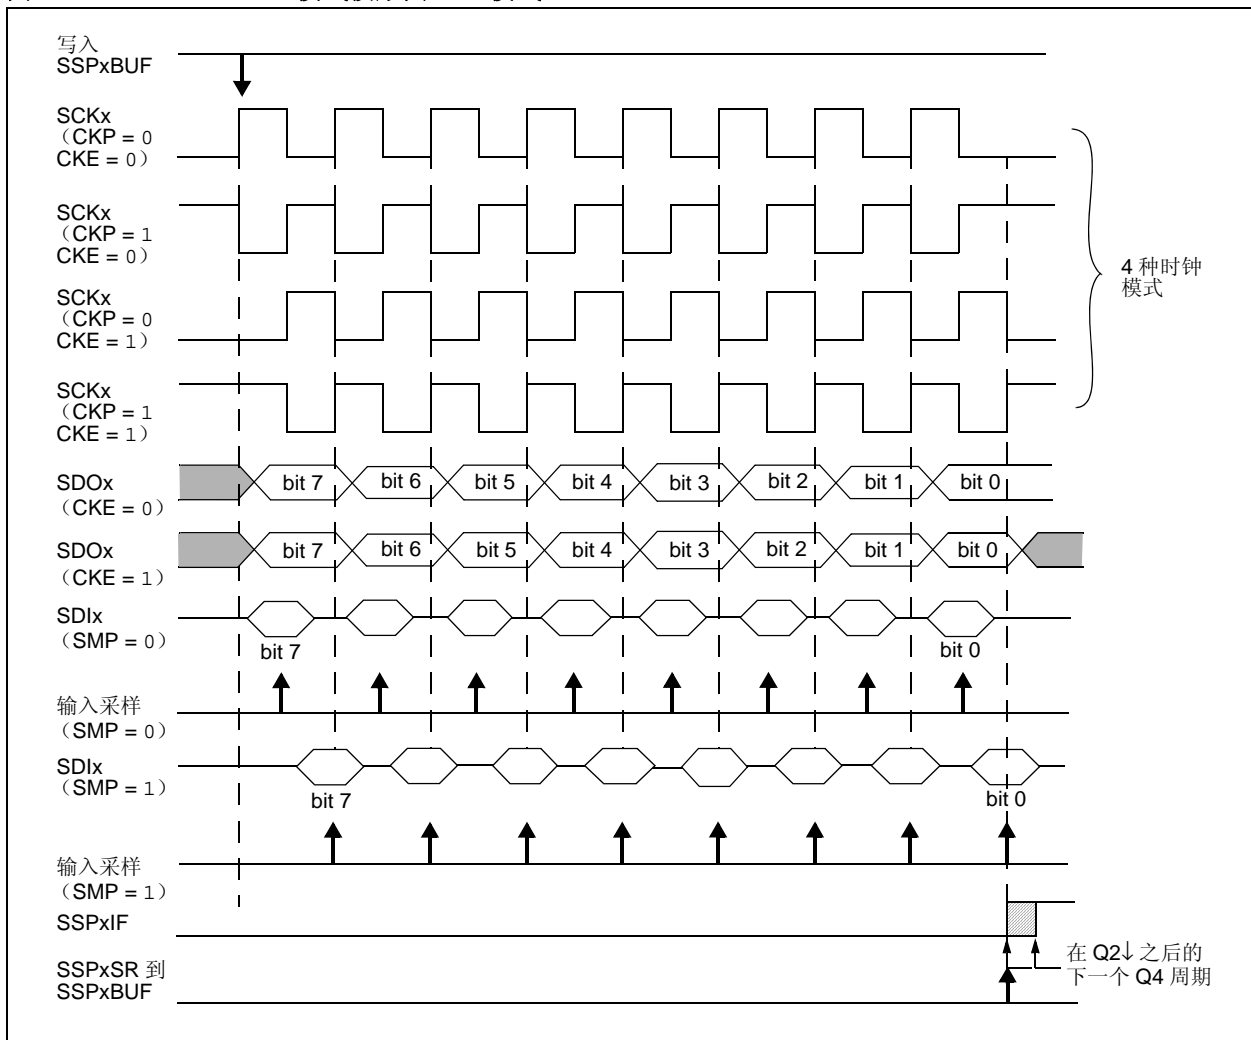 写入
SSPxBUF
SCKx
（CKP = 0
CKE = 0）
SCKx
（CKP = 1
CKE = 0）
SCKx
（CKP = 0
CKE = 1）
SCKx
（CKP = 1
CKE = 1）
4 种时钟
模式
SDOx
（CKE = 0）
bit 7 bit 6 bit 5 bit 4 bit 3 bit 2 bit 1 bit 0
SDOx
（CKE = 1）
bit 7 bit 6 bit 5 bit 4 bit 3 bit 2 bit 1 bit 0
SDIx
（SMP = 0）
bit 7 bit 0
输入采样
（SMP = 0）
SDIx
（SMP = 1）
bit 7 bit 0
输入采样
（SMP = 1）
SSPxIF
SSPxSR 到
SSPxBUF
在 Q2↓ 之后的
下一个 Q4 周期